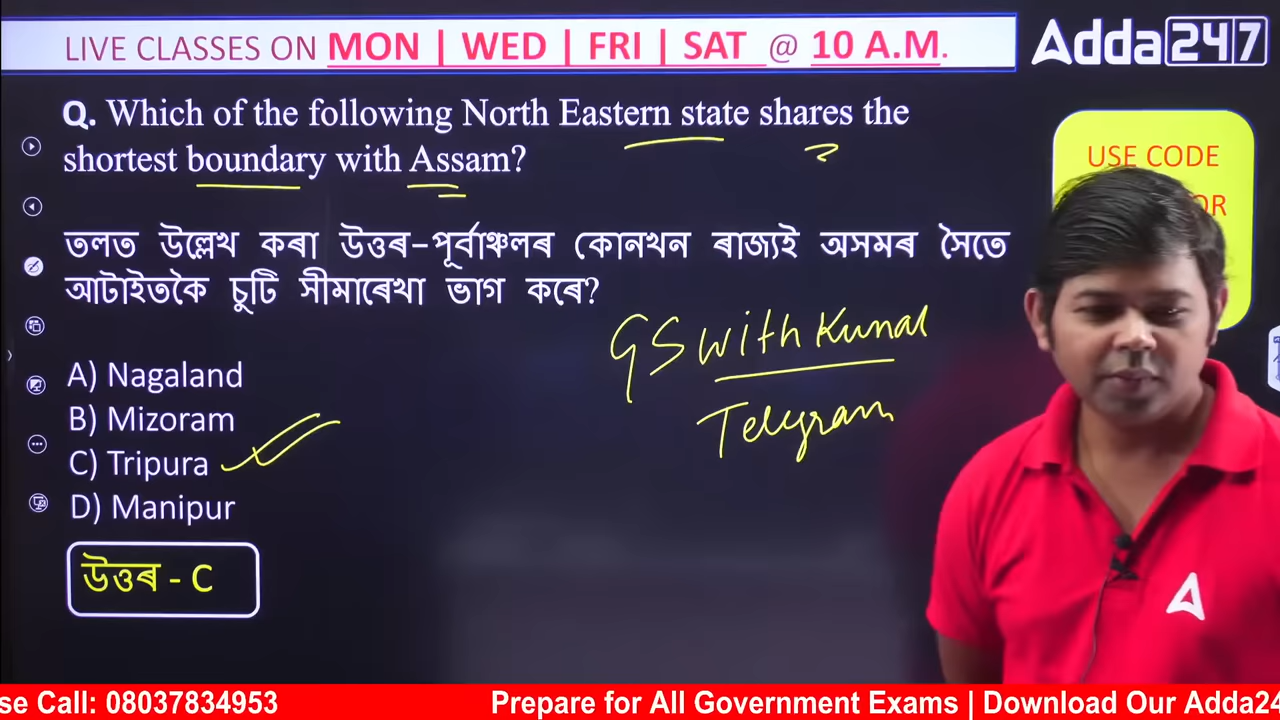 LIVE CLASSES ON MON | WED | FRI | SAT @ 10 A.M.
Adda247
Q. Which of the following North Eastern state shares the
shortest boundary with Assam?
USE CODE
OR
তলত উল্লেখ কৰা উত্তৰ-পূৰ্বাঞ্চলৰ কোনখন ৰাজ্যই অসমৰ সৈতে
আটাইতকৈ চুটি সীমাৰেখা ভাগ কৰে?
GS with Kunal
Telegram
A) Nagaland
B) Mizoram
C) Tripura
D) Manipur
উত্তৰ - C
se Call: 08037834953 Prepare for All Government Exams | Download Our Adda24